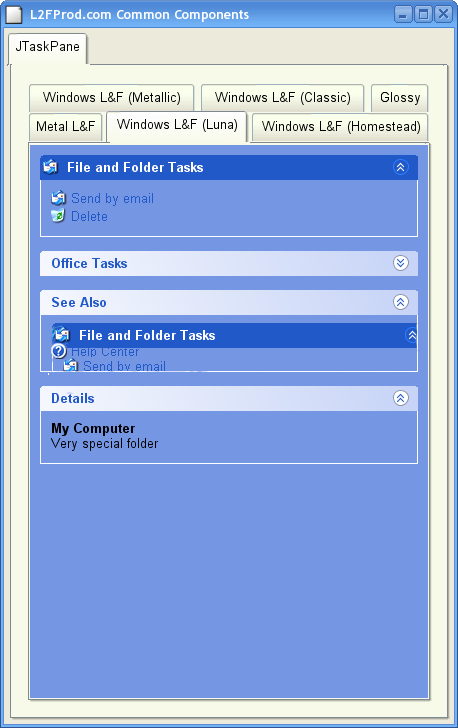 L2FProd.com Common Components
JTaskPane
Windows L&F (Metallic) Windows L&F (Classic) Glossy
Metal L&F Windows L&F (Luna) Windows L&F (Homestead)
File and Folder Tasks
Send by email
Delete
Office Tasks
See Also
File and Folder Tasks
Help Center
Send by email
Details
My Computer
Very special folder